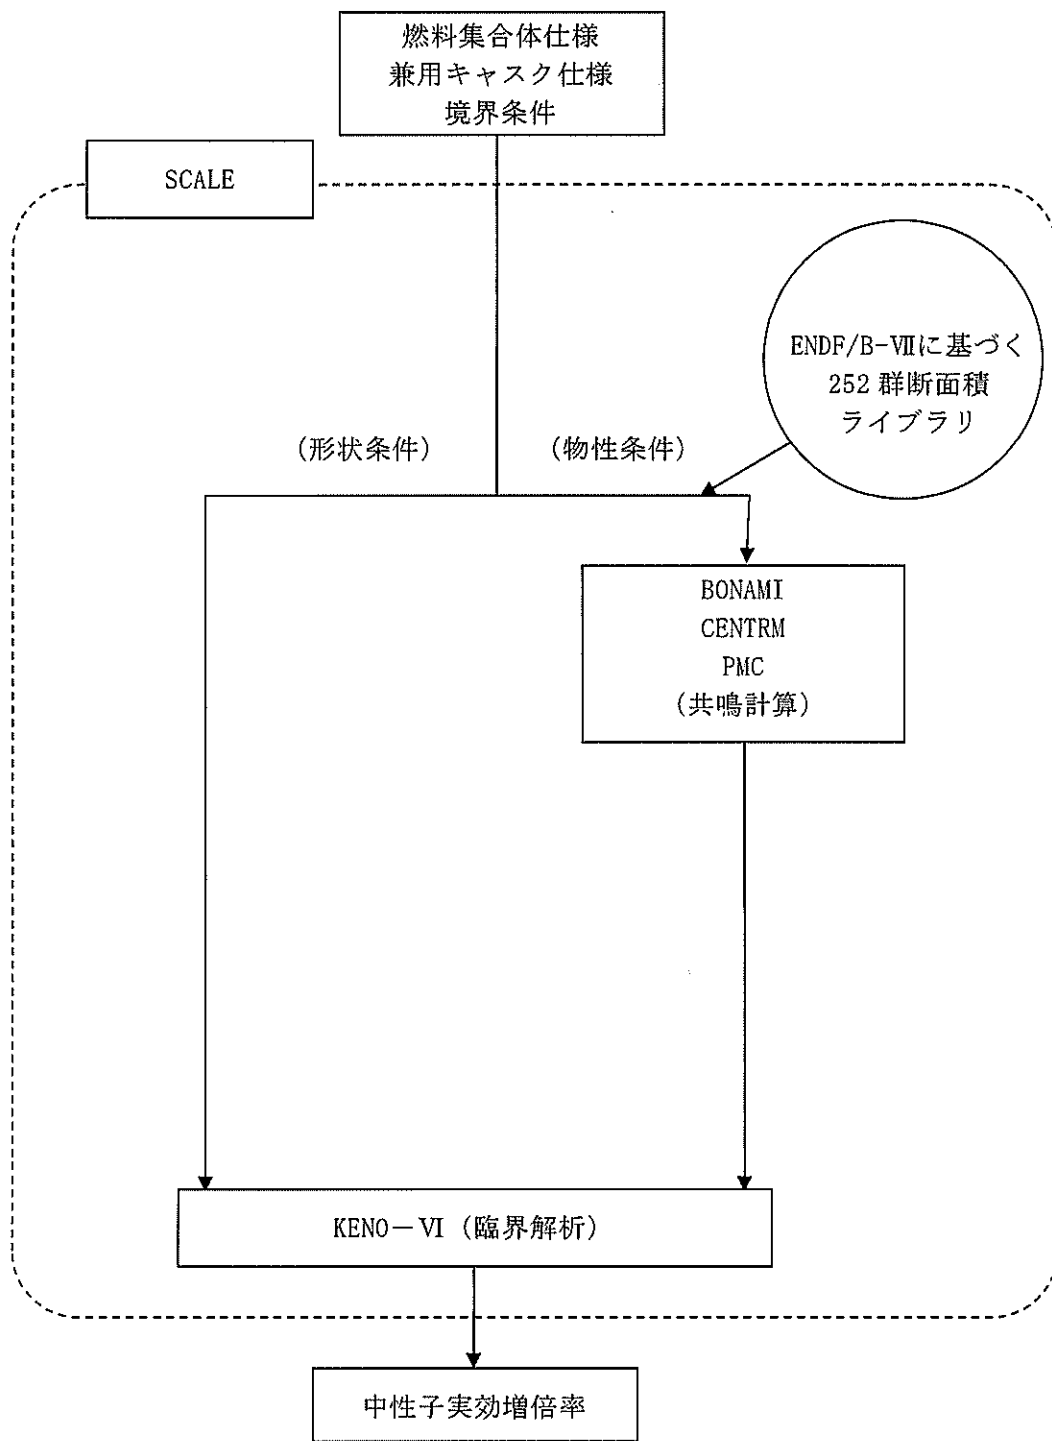 燃料集合体仕様
兼用キャスク仕様
境界条件
SCALE
ENDF/B-Ⅶに基づく
252 群断面積
ライブラリ
(形状条件)
(物性条件)
BONAMI
CENTRM
PMC
(共鳴計算)
KENO－Ⅵ (臨界解析)
中性子実効増倍率